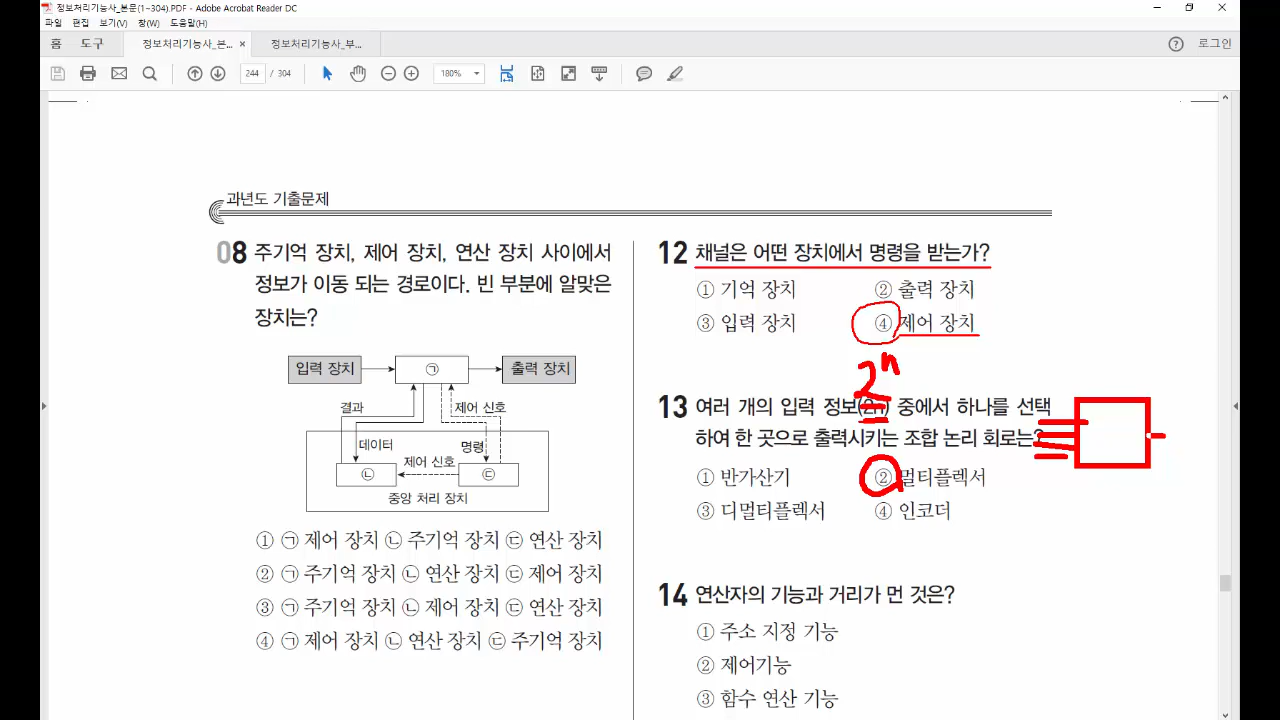 정보처리기능사_본문(1~304).PDF - Adobe Acrobat Reader DC
파일 편집 보기(V) 창(W) 도움말(H)
홈 도구 정보처리기능사_본... × 정보처리기능사_부... 로그인
244 / 304 180%
과년도 기출문제
08 주기억 장치, 제어 장치, 연산 장치 사이에서
정보가 이동 되는 경로이다. 빈 부분에 알맞은
장치는?
입력 장치 ㉠ 출력 장치
결과 제어 신호
데이터 명령
제어 신호
㉡ ㉢
중앙 처리 장치
① ㉠ 제어 장치 ㉡ 주기억 장치 ㉢ 연산 장치
② ㉠ 주기억 장치 ㉡ 연산 장치 ㉢ 제어 장치
③ ㉠ 주기억 장치 ㉡ 제어 장치 ㉢ 연산 장치
④ ㉠ 제어 장치 ㉡ 연산 장치 ㉢ 주기억 장치
12 채널은 어떤 장치에서 명령을 받는가?
① 기억 장치 ② 출력 장치
③ 입력 장치 ④ 제어 장치
2ⁿ
13 여러 개의 입력 정보(2n) 중에서 하나를 선택
하여 한 곳으로 출력시키는 조합 논리 회로는?
① 반가산기 ② 멀티플렉서
③ 디멀티플렉서 ④ 인코더
14 연산자의 기능과 거리가 먼 것은?
① 주소 지정 기능
② 제어기능
③ 함수 연산 기능